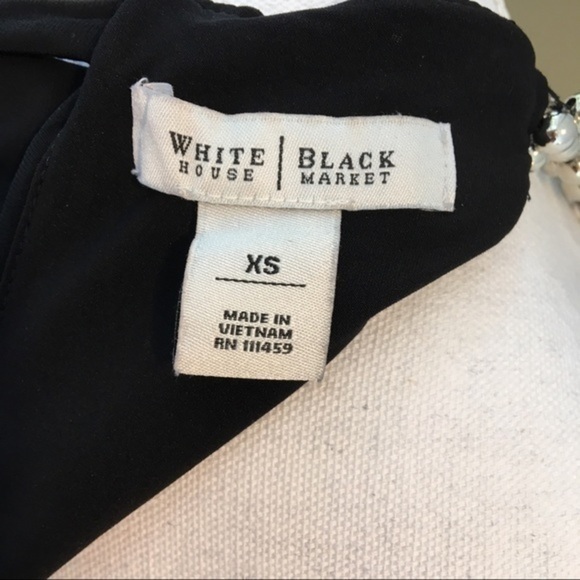 WHITE | BLACK
HOUSE | MARKET
XS
MADE IN
VIETNAM
RN 111459